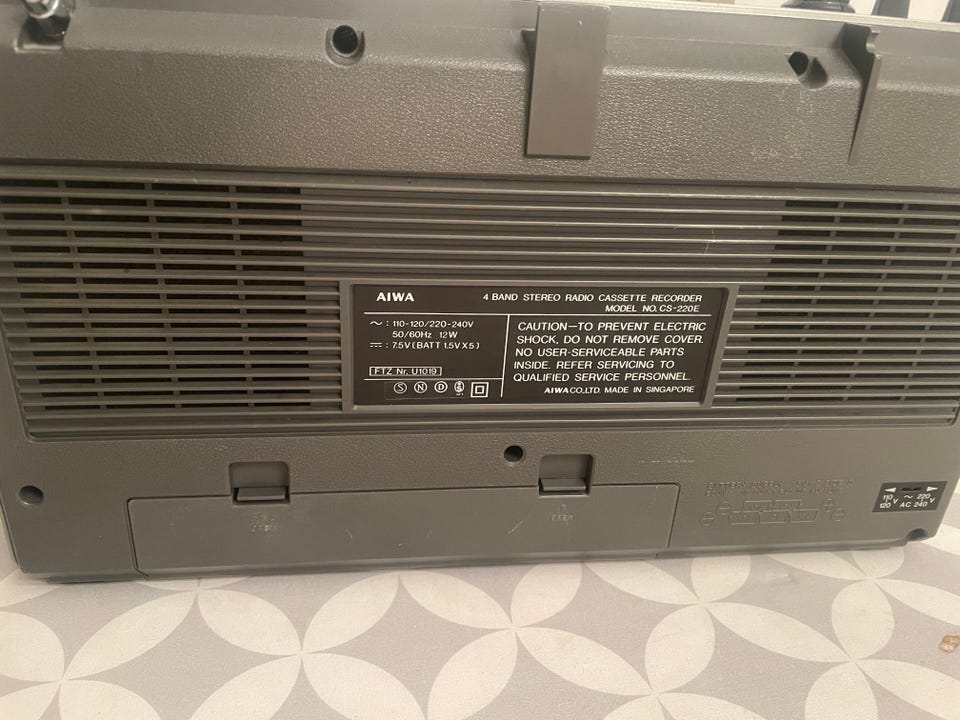 AIWA
4 BAND STEREO RADIO CASSETTE RECORDER
MODEL NO. CS-220E
~ : 110-120/220-240V
50/60Hz 12W
⎓ : 7.5V (BATT 1.5V X 5)
FTZ Nr. U1019
S N D
CAUTION—TO PREVENT ELECTRIC
SHOCK, DO NOT REMOVE COVER.
NO USER-SERVICEABLE PARTS
INSIDE. REFER SERVICING TO
QUALIFIED SERVICE PERSONNEL.
AIWA CO.,LTD. MADE IN SINGAPORE
BATTERY SUPPLY
110 ~ 220
120 V AC 240 V